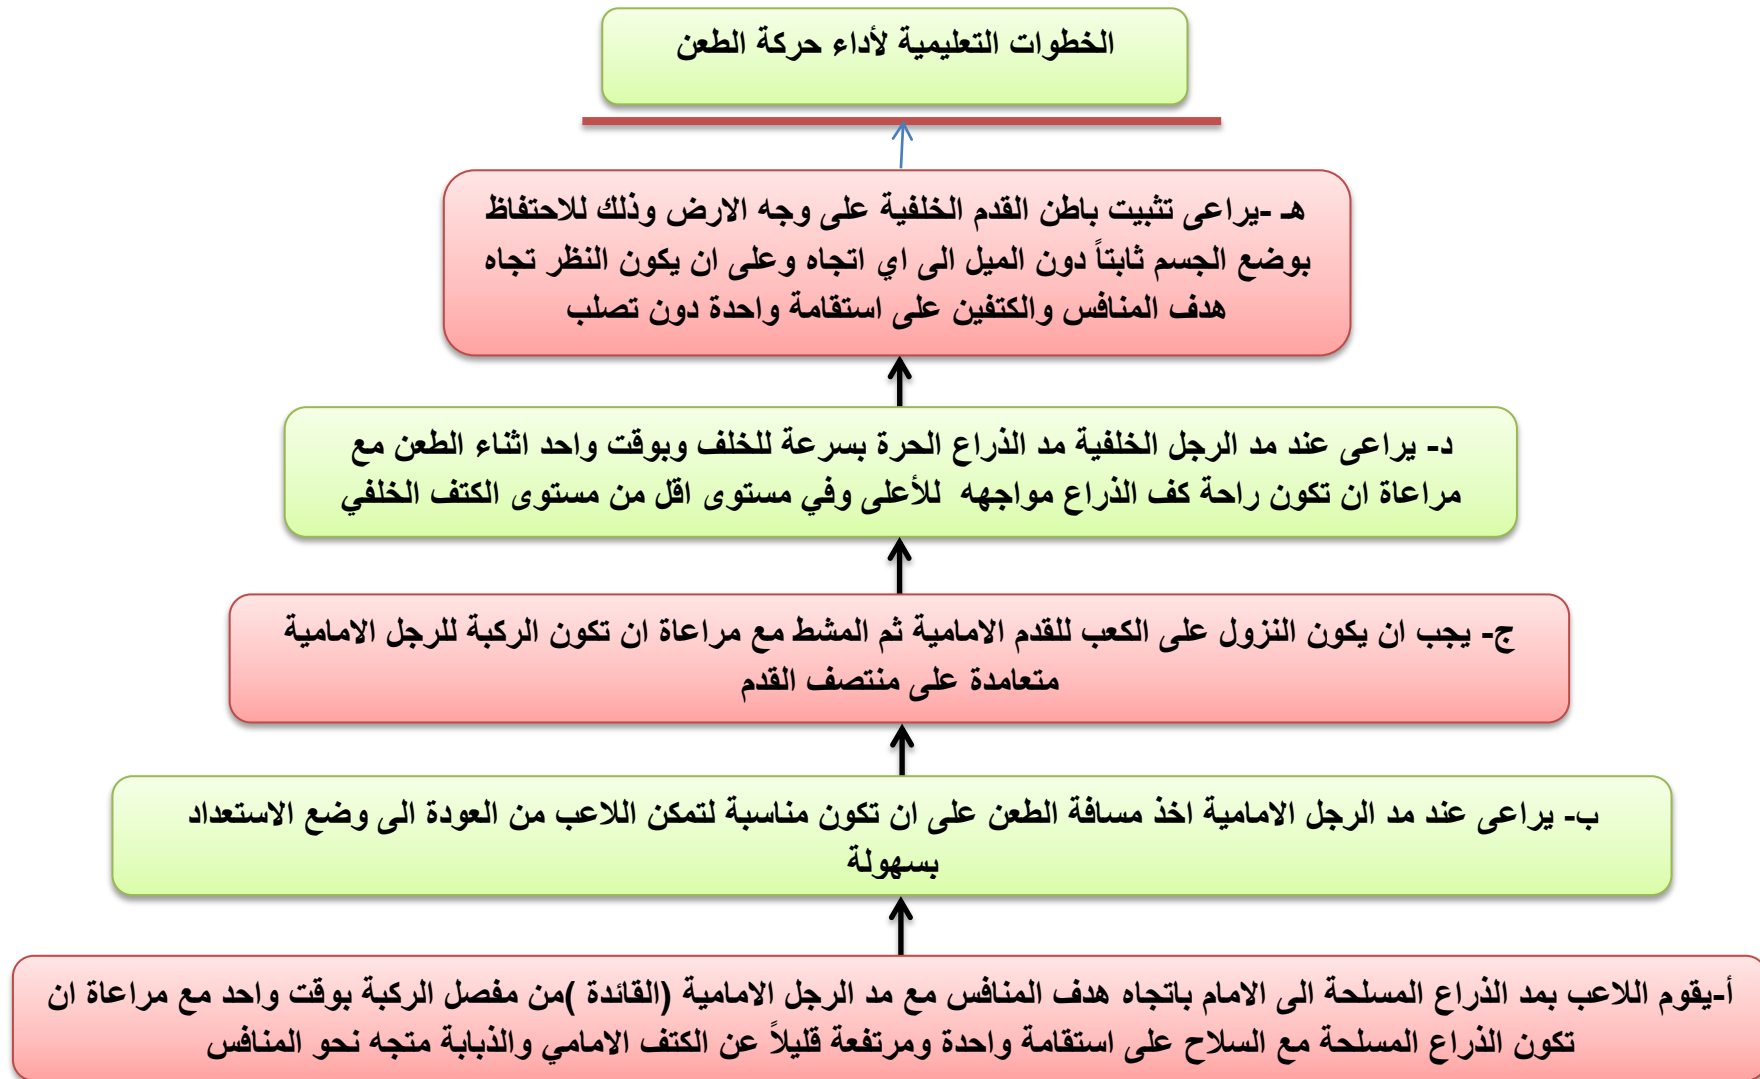 الخطوات التعليمية لأداء حركة الطعن
هـ -يراعى تثبيت باطن القدم الخلفية على وجه الارض وذلك للاحتفاظ
بوضع الجسم ثابتاً دون الميل الى اي اتجاه وعلى ان يكون النظر تجاه
هدف المنافس والكتفين على استقامة واحدة دون تصلب
د- يراعى عند مد الرجل الخلفية مد الذراع الحرة بسرعة للخلف وبوقت واحد اثناء الطعن مع
مراعاة ان تكون راحة كف الذراع مواجهه للأعلى وفي مستوى اقل من مستوى الكتف الخلفي
ج- يجب ان يكون النزول على الكعب للقدم الامامية ثم المشط مع مراعاة ان تكون الركبة للرجل الامامية
متعامدة على منتصف القدم
ب- يراعى عند مد الرجل الامامية اخذ مسافة الطعن على ان تكون مناسبة لتمكن اللاعب من العودة الى وضع الاستعداد
بسهولة
أ-يقوم اللاعب بمد الذراع المسلحة الى الامام باتجاه هدف المنافس مع مد الرجل الامامية (القائدة )من مفصل الركبة بوقت واحد مع مراعاة ان
تكون الذراع المسلحة مع السلاح على استقامة واحدة ومرتفعة قليلاً عن الكتف الامامي والذبابة متجه نحو المنافس